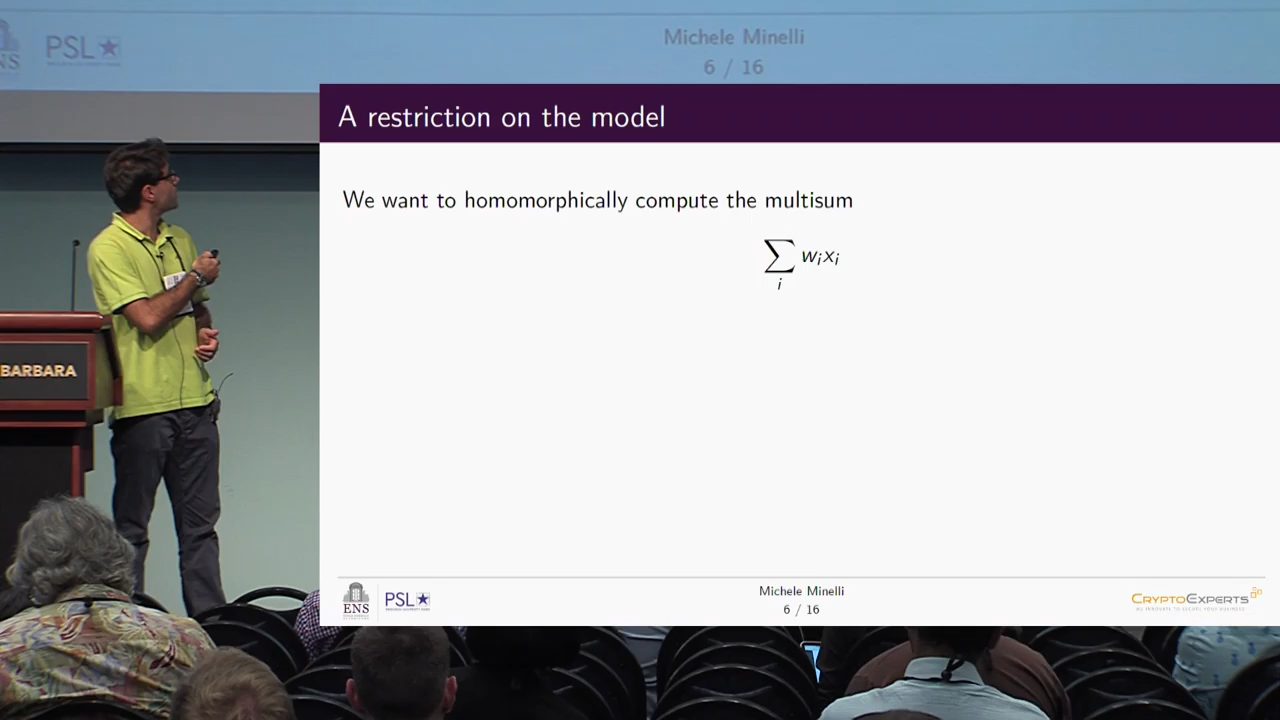 ENS
PSL★
Michele Minelli
6 / 16
A restriction on the model
We want to homomorphically compute the multisum
∑ wᵢxᵢ
i
BARBARA
ENS
PSL★
Michele Minelli
6 / 16
CRYPTOEXPERTS